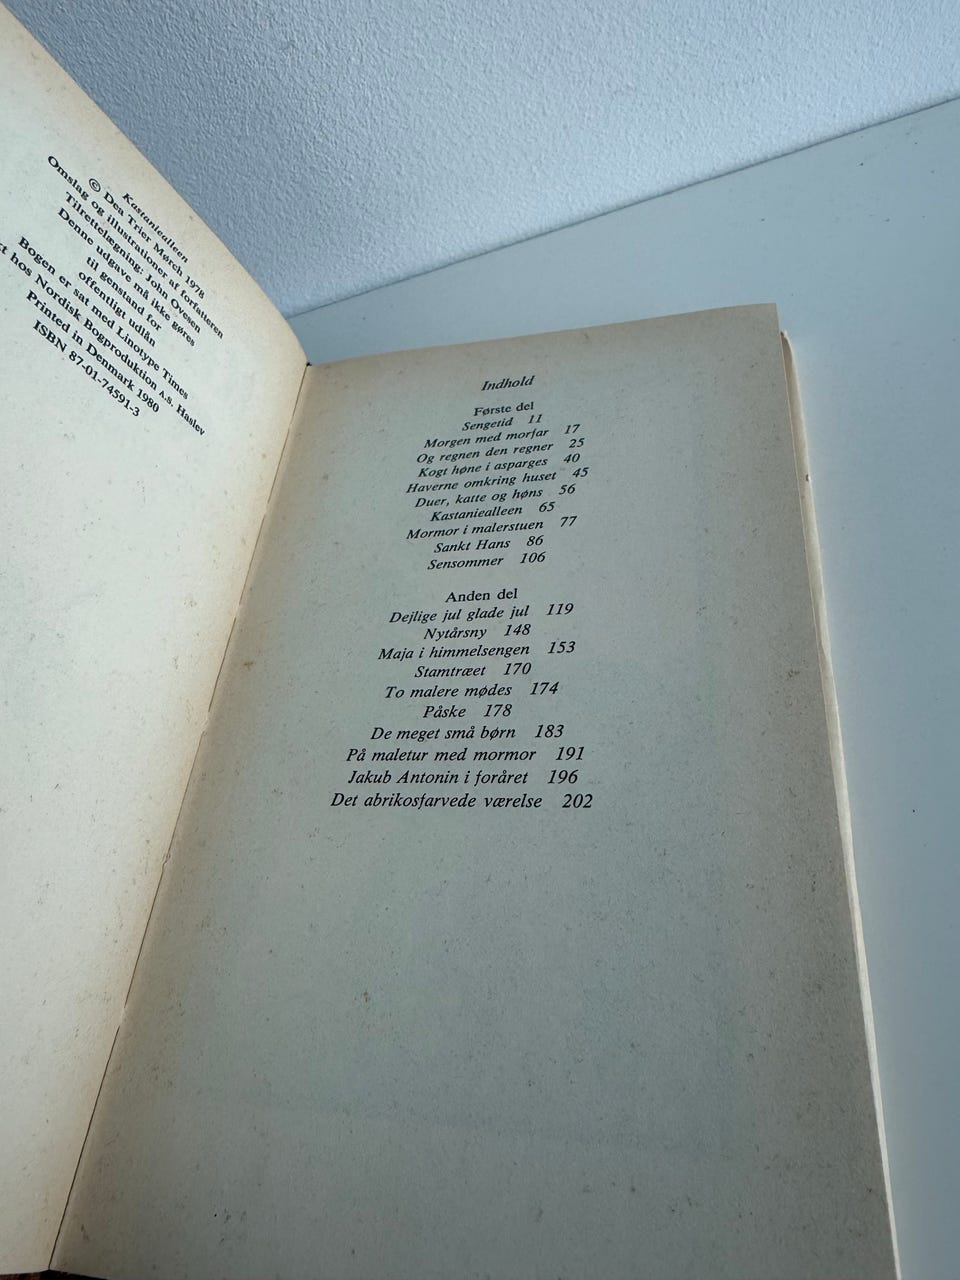 Kastaniealleen
© Dea Trier Mørch 1978
Omslag og illustrationer af forfatteren
Tilrettelægning: John Ovesen
Denne udgave må ikke gøres
til genstand for
offentligt udlån
Bogen er sat med Linotype Times
hos Nordisk Bogproduktion A.S. Haslev
Printed in Denmark 1980
ISBN 87-01-74591-3
Indhold
Første del
Sengetid 11
Morgen med morfar 17
Og regnen den regner 25
Kogt høne i asparges 40
Haverne omkring huset 45
Duer, katte og høns 56
Kastaniealleen 65
Mormor i malerstuen 77
Sankt Hans 86
Sensommer 106
Anden del
Dejlige jul glade jul 119
Nytårsny 148
Maja i himmelsengen 153
Stamtræet 170
To malere mødes 174
Påske 178
De meget små børn 183
På maletur med mormor 191
Jakub Antonin i foråret 196
Det abrikosfarvede værelse 202